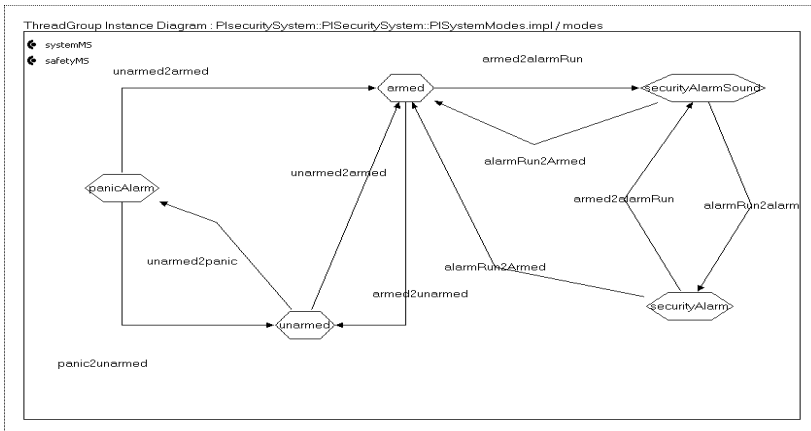 ThreadGroup Instance Diagram : PIsecuritySystem::PISecuritySystem::PISystemModes.impl / modes
systemMS
safetyMS
unarmed2armed
armed2alarmRun
armed
securityAlarmSound
alarmRun2Armed
unarmed2armed
panicAlarm
armed2alarmRun
alarmRun2alarm
unarmed2panic
alarmRun2Armed
armed2unarmed
securityAlarm
unarmed
panic2unarmed